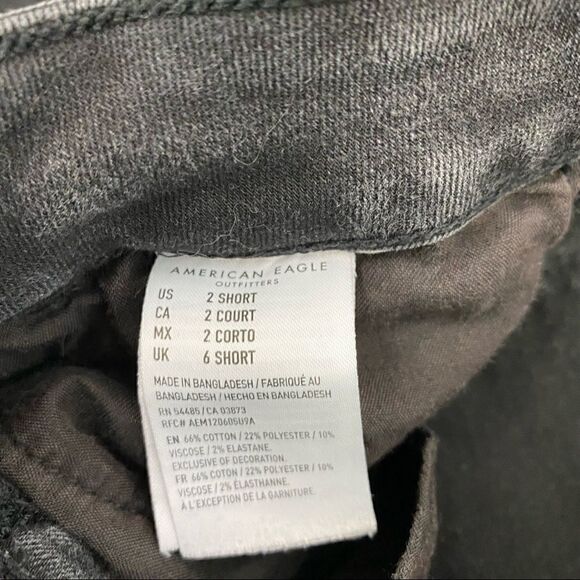 AMERICAN EAGLE
OUTFITTERS
US 2 SHORT
CA 2 COURT
MX 2 CORTO
UK 6 SHORT
MADE IN BANGLADESH / FABRIQUÉ AU
BANGLADESH / HECHO EN BANGLADESH
RN 54485 / CA 03873
RFC# AEM120605U9A
EN 66% COTTON / 22% POLYESTER / 10%
VISCOSE / 2% ELASTANE.
EXCLUSIVE OF DECORATION.
FR 66% COTON / 22% POLYESTER / 10%
VISCOSE / 2% ÉLASTHANNE.
À L'EXCEPTION DE LA GARNITURE.